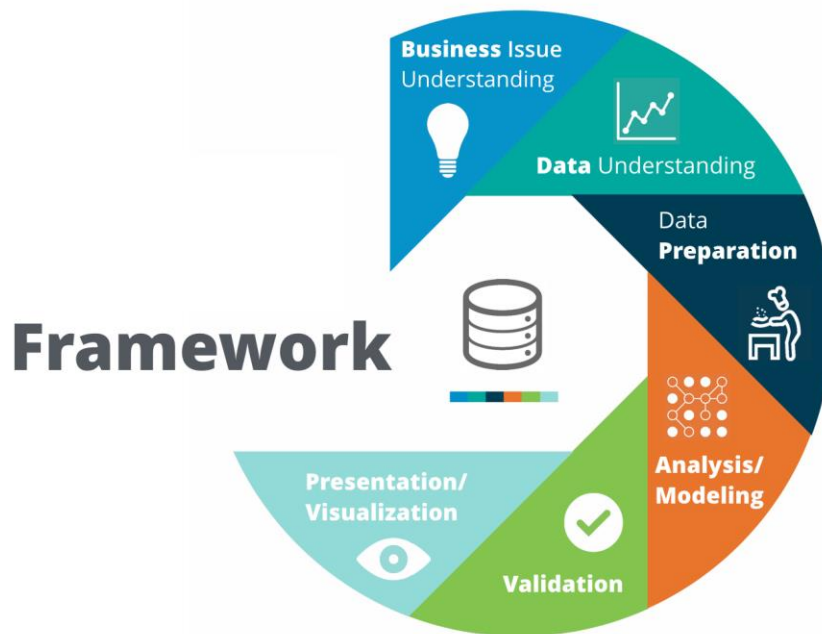 Business Issue
Understanding
Data Understanding
Data
Preparation
Framework
Analysis/
Modeling
Presentation/
Visualization
Validation